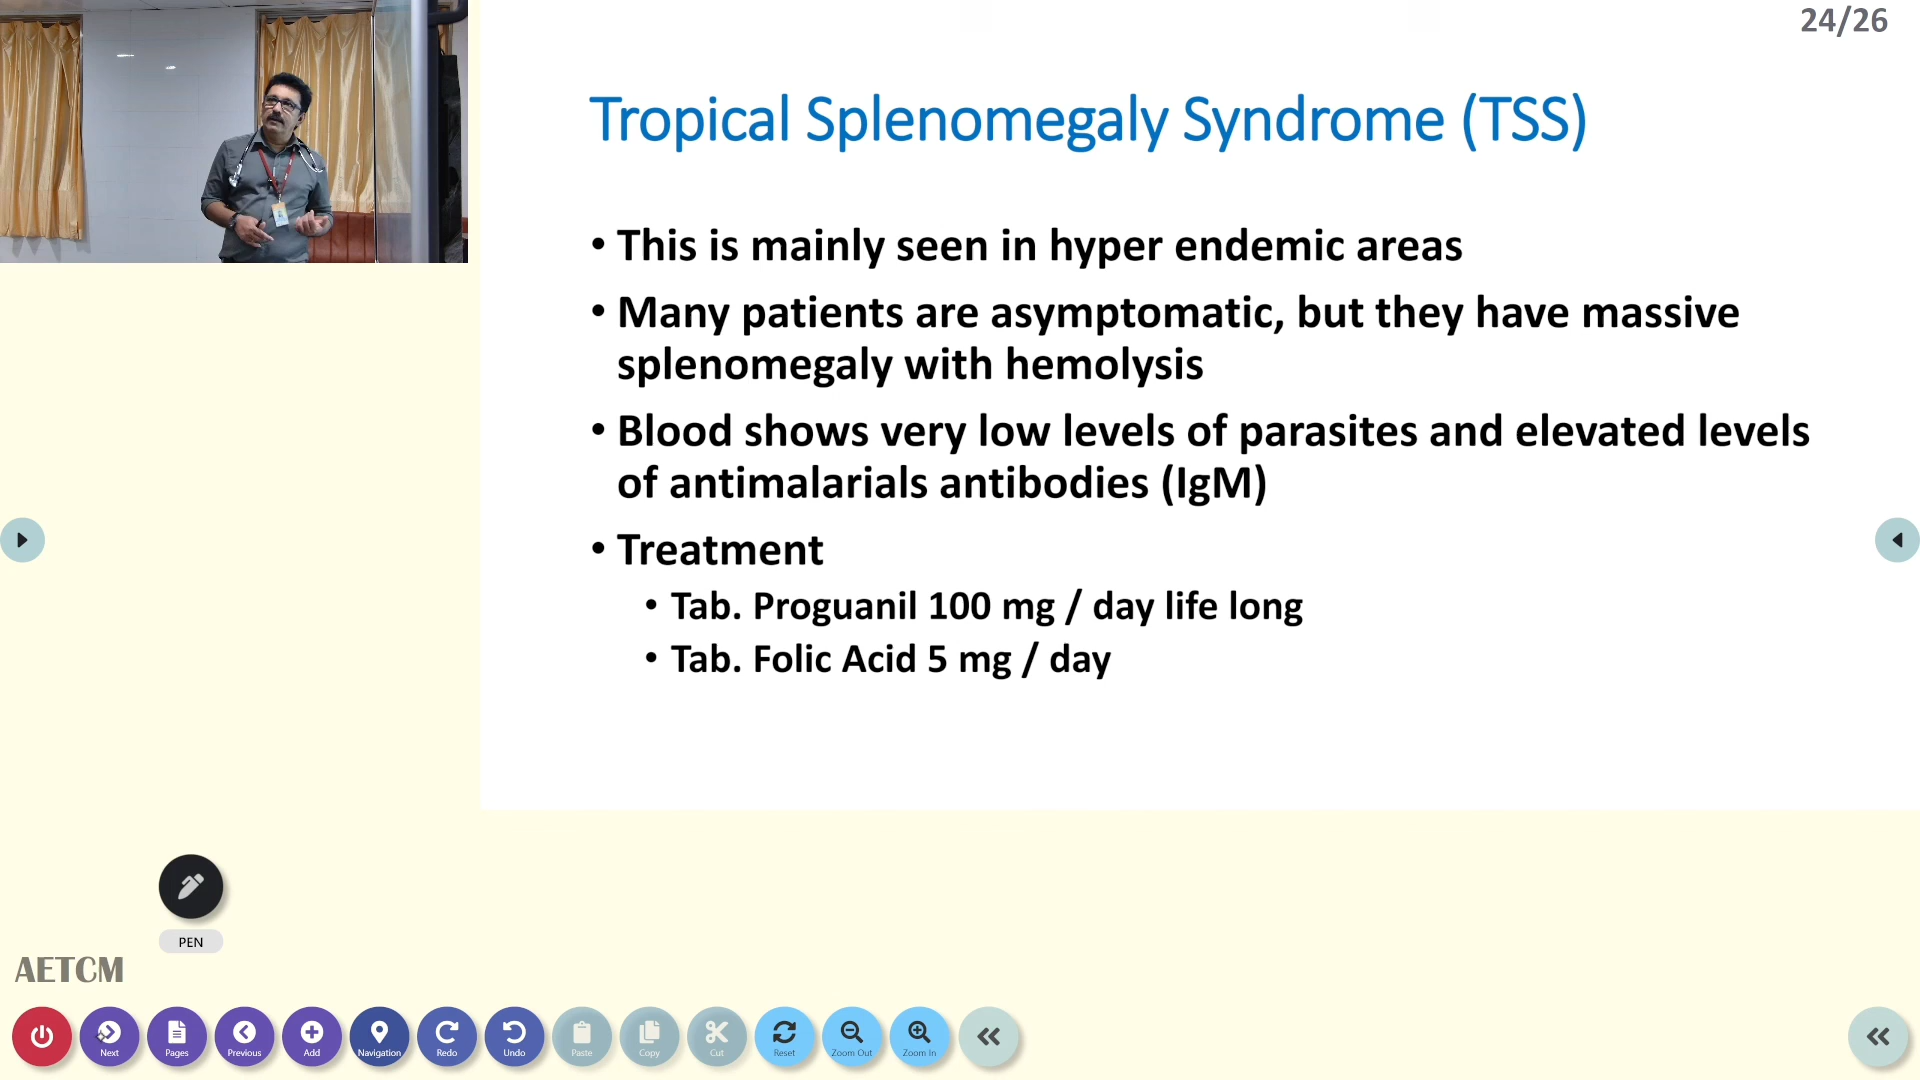 24/26
Tropical Splenomegaly Syndrome (TSS)
• This is mainly seen in hyper endemic areas
• Many patients are asymptomatic, but they have massive
splenomegaly with hemolysis
• Blood shows very low levels of parasites and elevated levels
of antimalarials antibodies (IgM)
• Treatment
• Tab. Proguanil 100 mg / day life long
• Tab. Folic Acid 5 mg / day
PEN
AETCM
Next Pages Previous Add Navigation Redo Undo Paste Copy Cut Reset Zoom Out Zoom In